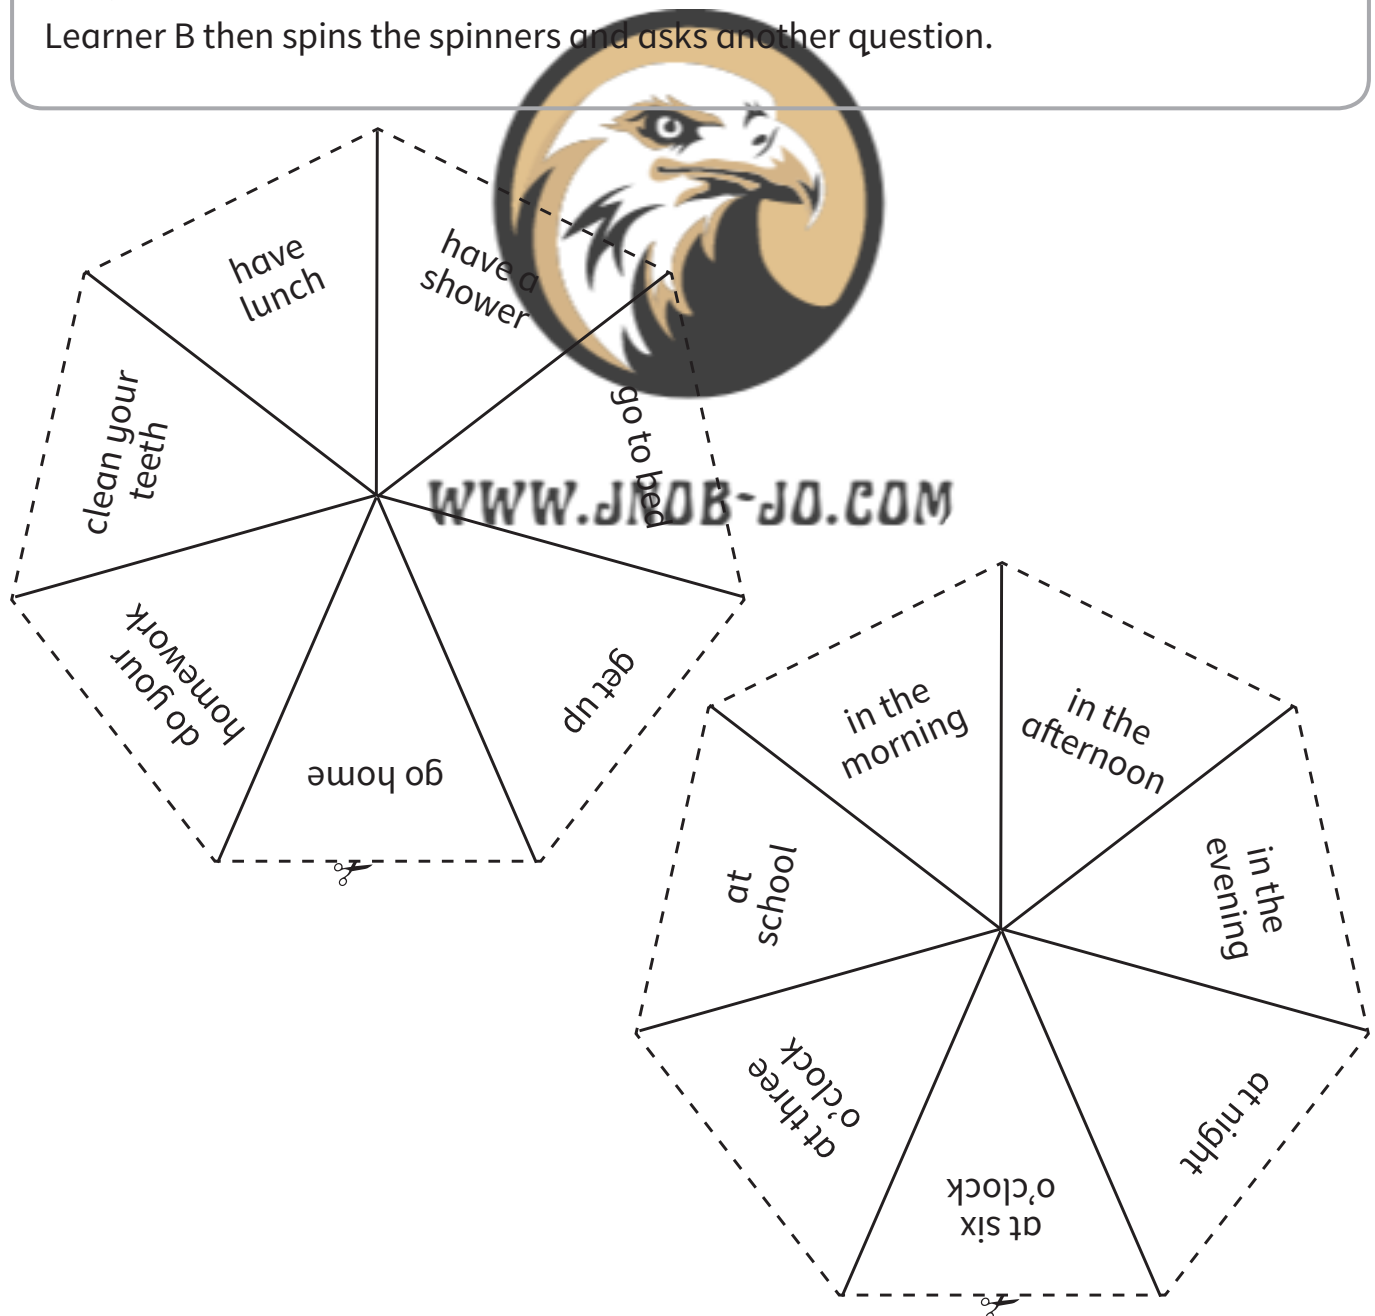 Learner B then spins the spinners and asks another question.
have
lunch
have a
shower
go to bed
get up
go home
do your
homework
clean your
teeth
WWW.JNOB-JO.COM
in the
morning
in the
afternoon
in the
evening
at night
at six
o'clock
at three
o'clock
at
school